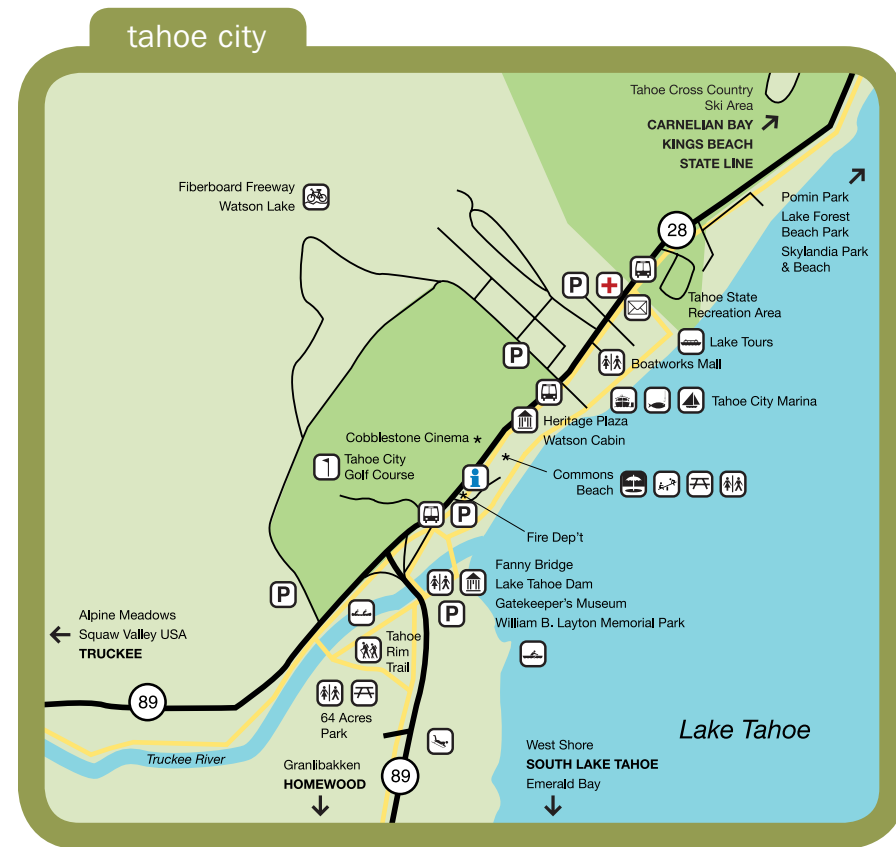 tahoe city
Tahoe Cross Country
Ski Area
CARNELIAN BAY
KINGS BEACH
STATE LINE
Fiberboard Freeway
Watson Lake
Pomin Park
Lake Forest
Beach Park
Skylandia Park
& Beach
28
P
Tahoe State
Recreation Area
Lake Tours
P
Boatworks Mall
Tahoe City Marina
Heritage Plaza
Watson Cabin
Cobblestone Cinema *
Tahoe City
Golf Course
i
*
Commons
Beach
*
P
Fire Dep't
Fanny Bridge
Lake Tahoe Dam
Gatekeeper's Museum
William B. Layton Memorial Park
P
P
Alpine Meadows
Squaw Valley USA
TRUCKEE
Tahoe
Rim
Trail
89
64 Acres
Park
Lake Tahoe
Truckee River
Granlibakken
HOMEWOOD
89
West Shore
SOUTH LAKE TAHOE
Emerald Bay